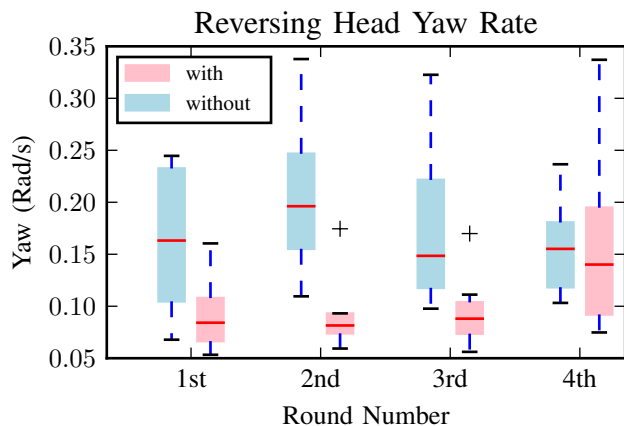 Reversing Head Yaw Rate
0.35
0.30
0.25
0.20
0.15
0.10
0.05
Yaw (Rad/s)
with
without
1st 2nd 3rd 4th
Round Number